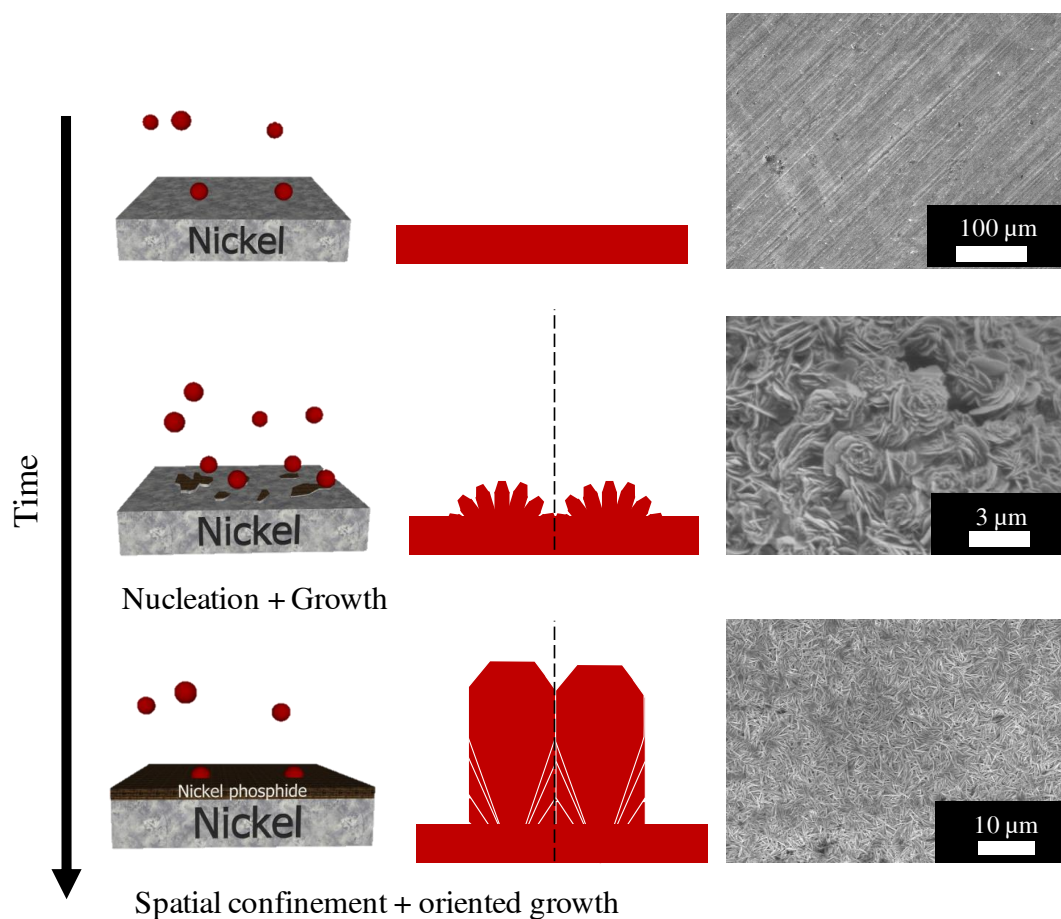 Time
Nickel
100 µm
Nickel
3 µm
Nucleation + Growth
Nickel phosphide
Nickel
10 µm
Spatial confinement + oriented growth